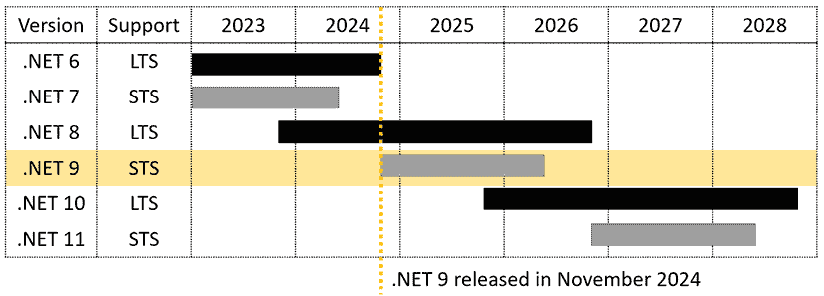 Version Support 2023 2024 2025 2026 2027 2028
.NET 6 LTS
.NET 7 STS
.NET 8 LTS
.NET 9 STS
.NET 10 LTS
.NET 11 STS
.NET 9 released in November 2024